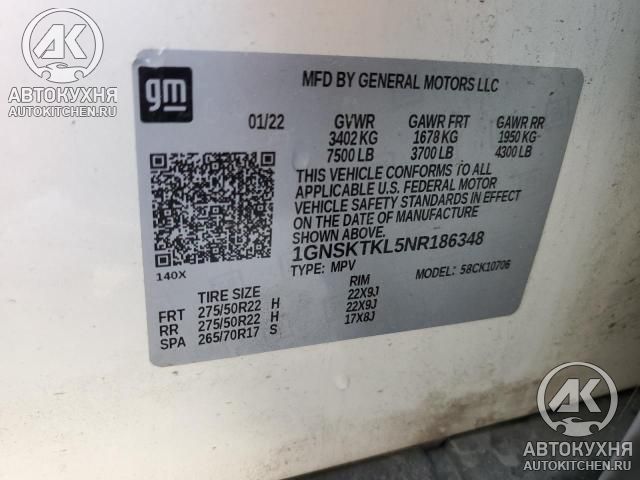 AK
АВТОКУХНЯ
AUTOKITCHEN.RU
gm
MFD BY GENERAL MOTORS LLC
01/22
GVWR GAWR FRT GAWR RR
3402 KG 1678 KG 1950 KG
7500 LB 3700 LB 4300 LB
THIS VEHICLE CONFORMS TO ALL
APPLICABLE U.S. FEDERAL MOTOR
VEHICLE SAFETY STANDARDS IN EFFECT
ON THE DATE OF MANUFACTURE
SHOWN ABOVE.
1GNSKTKL5NR186348
TYPE: MPV MODEL: 58CK10706
140X
TIRE SIZE RIM
FRT 275/50R22 H 22X9J
RR 275/50R22 H 22X9J
SPA 265/70R17 S 17X8J
AK
АВТОКУХНЯ
AUTOKITCHEN.RU